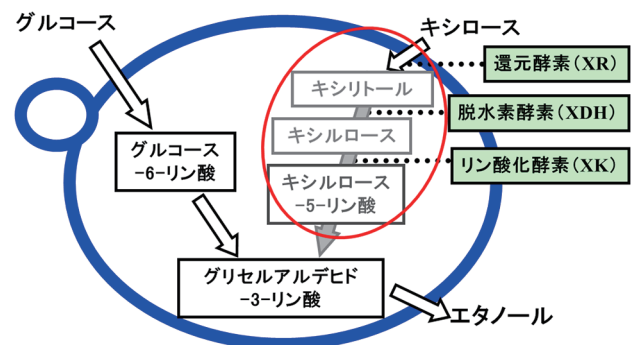 グルコース
キシロース
還元酵素（XR）
キシリトール
脱水素酵素（XDH）
キシルロース
グルコース
-6-リン酸
リン酸化酵素（XK）
キシルロース
-5-リン酸
グリセルアルデヒド
-3-リン酸
エタノール